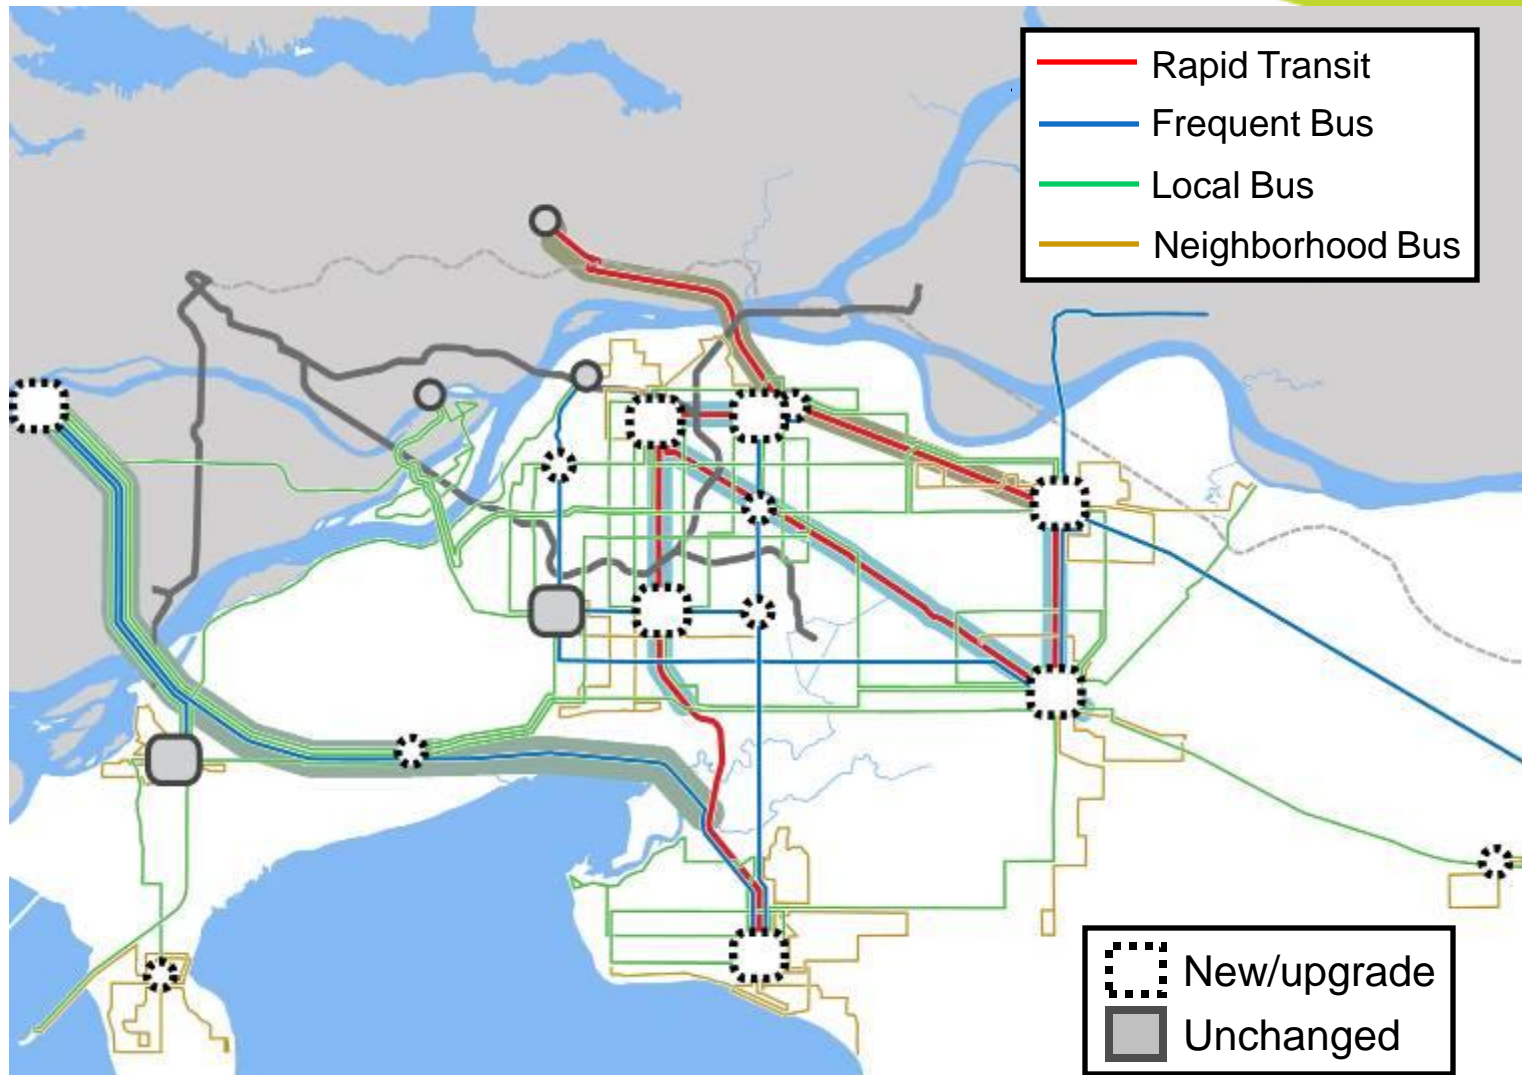 Rapid Transit
Frequent Bus
Local Bus
Neighborhood Bus
New/upgrade
Unchanged